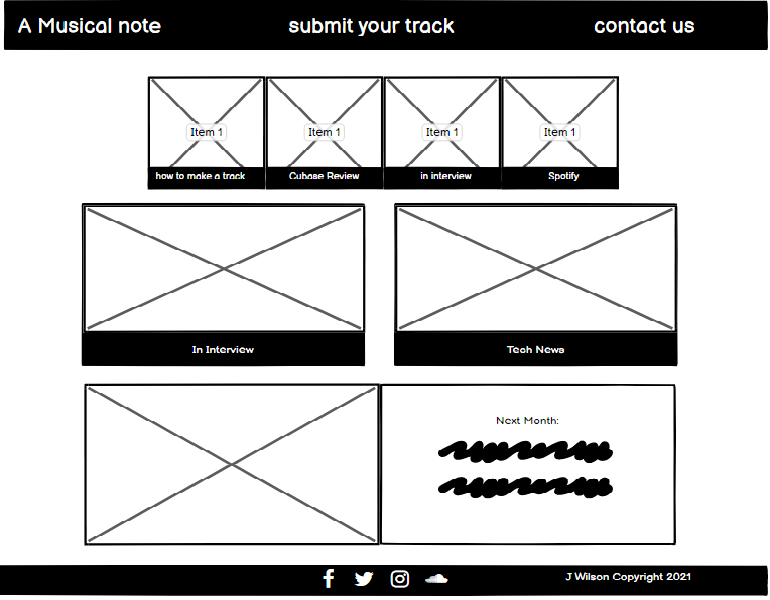 A Musical note submit your track contact us
Item 1 Item 1 Item 1 Item 1
how to make a track Cubase Review in interview Spotify
In Interview Tech News
Next Month:
J Wilson Copyright 2021